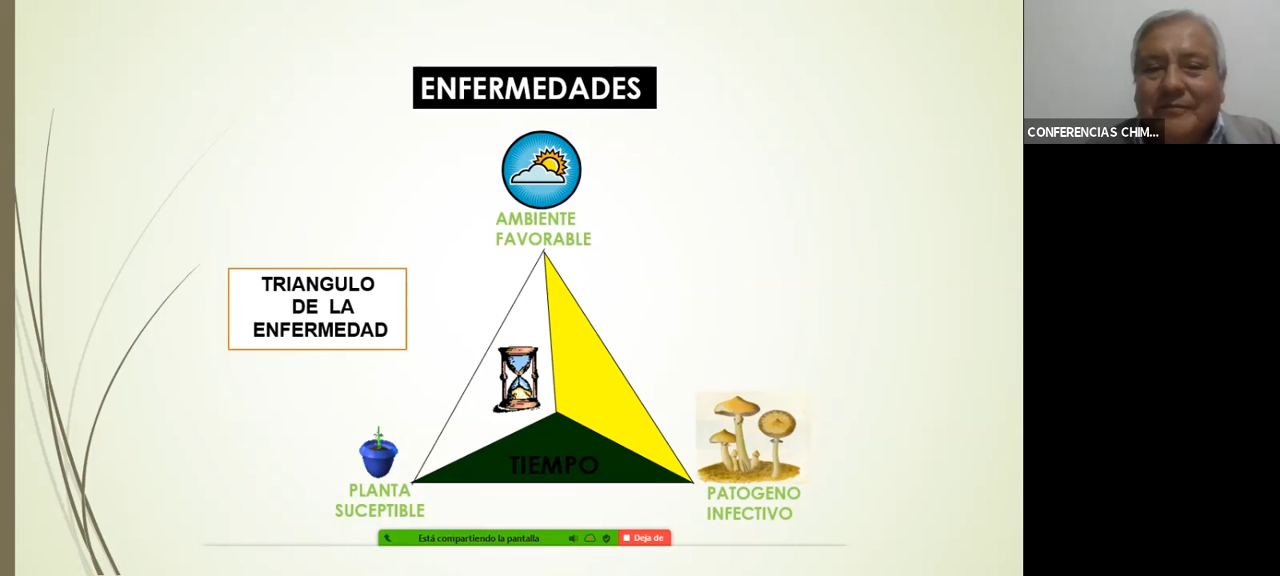 ENFERMEDADES
AMBIENTE
FAVORABLE
TRIANGULO
DE LA
ENFERMEDAD
TIEMPO
PLANTA
SUCEPTIBLE
PATOGENO
INFECTIVO
Está compartiendo la pantalla
Deja de
CONFERENCIAS CHIM...